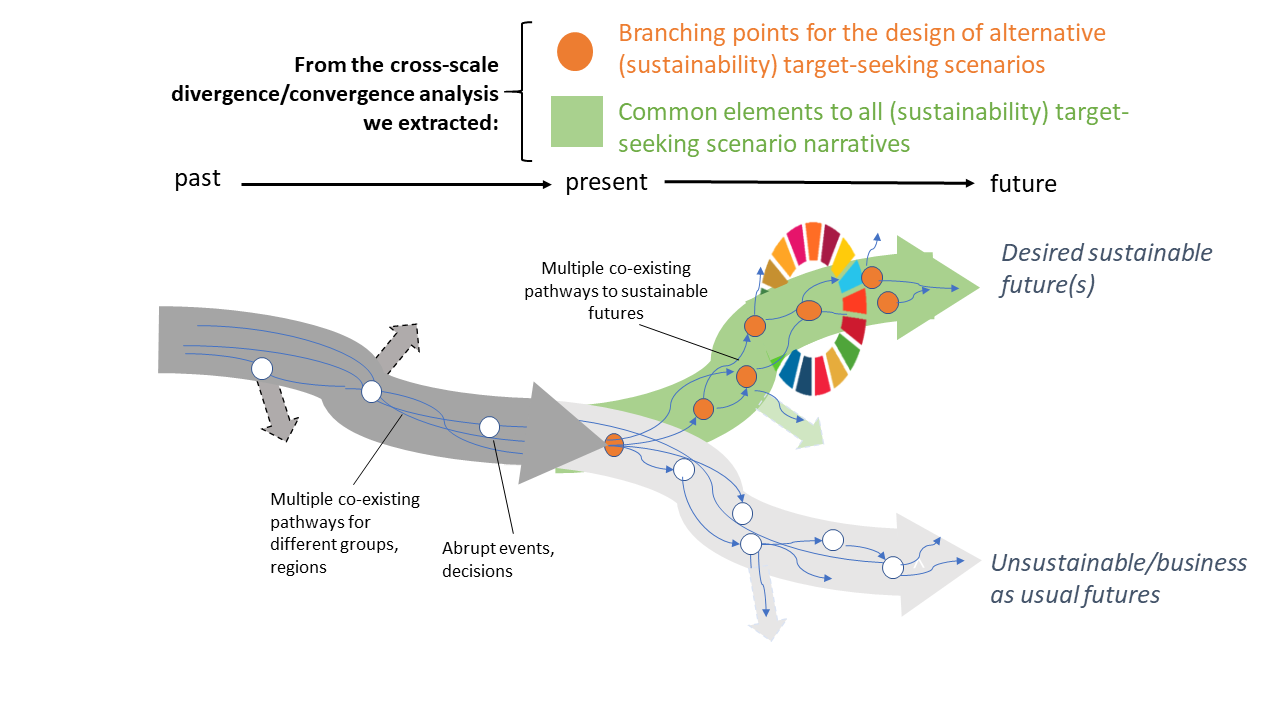 From the cross-scale
divergence/convergence analysis
we extracted:
Branching points for the design of alternative
(sustainability) target-seeking scenarios
Common elements to all (sustainability) target-
seeking scenario narratives
past
present
future
Desired sustainable
future(s)
Multiple co-existing
pathways to sustainable
futures
Multiple co-existing
pathways for
different groups,
regions
Abrupt events,
decisions
Unsustainable/business
as usual futures